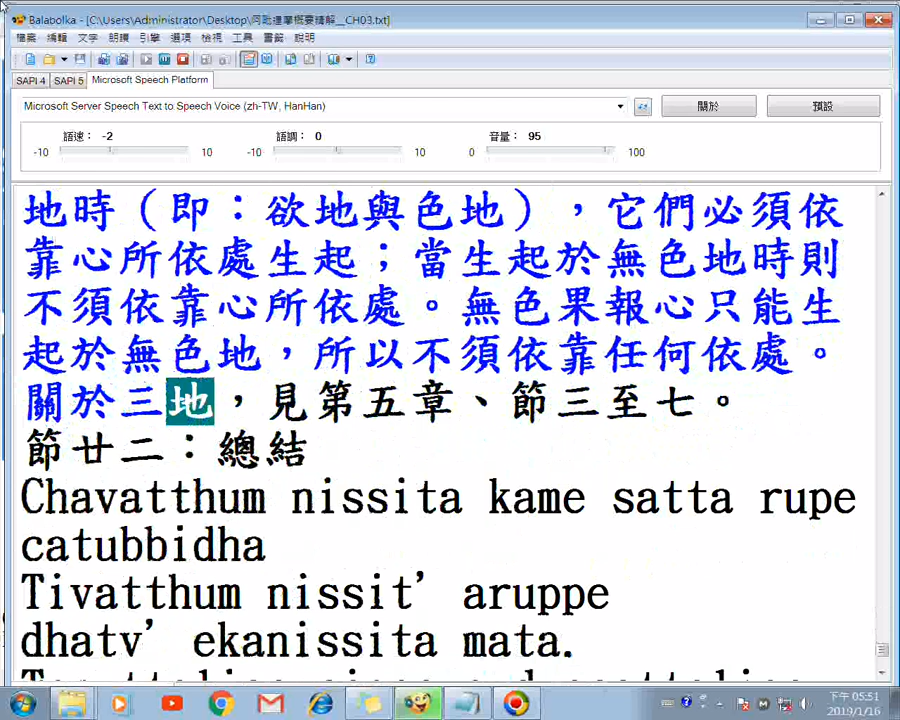 Balabolka - [C:\Users\Administrator\Desktop\阿毗達摩概要精解__CH03.txt]
檔案 編輯 文字 朗讀 引擎 選項 檢視 工具 書籤 說明
SAPI 4 SAPI 5 Microsoft Speech Platform
Microsoft Server Speech Text to Speech Voice (zh-TW, HanHan) 關於 預設
語速： -2 語調： 0 音量： 95
-10 10 -10 10 0 100
地時（即：欲地與色地），它們必須依
靠心所依處生起；當生起於無色地時則
不須依靠心所依處。無色果報心只能生
起於無色地，所以不須依靠任何依處。
關於三地，見第五章、節三至七。
節廿二：總結
Chavatthum nissita kame satta rupe
catubbidha
Tivatthum nissit’ aruppe
dhatv’ ekanissita mata.
下午 05:51
2019/1/16